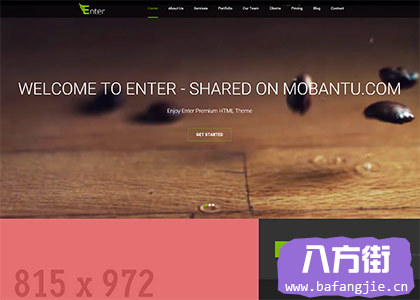 Enter
Home About Us Services Portfolio Our Team Clients Pricing Blog Contact
WELCOME TO ENTER - SHARED ON MOBANTU.COM
Enjoy Enter Premium HTML Theme
GET STARTED
815 x 972
八方街
www.bafangjie.cn